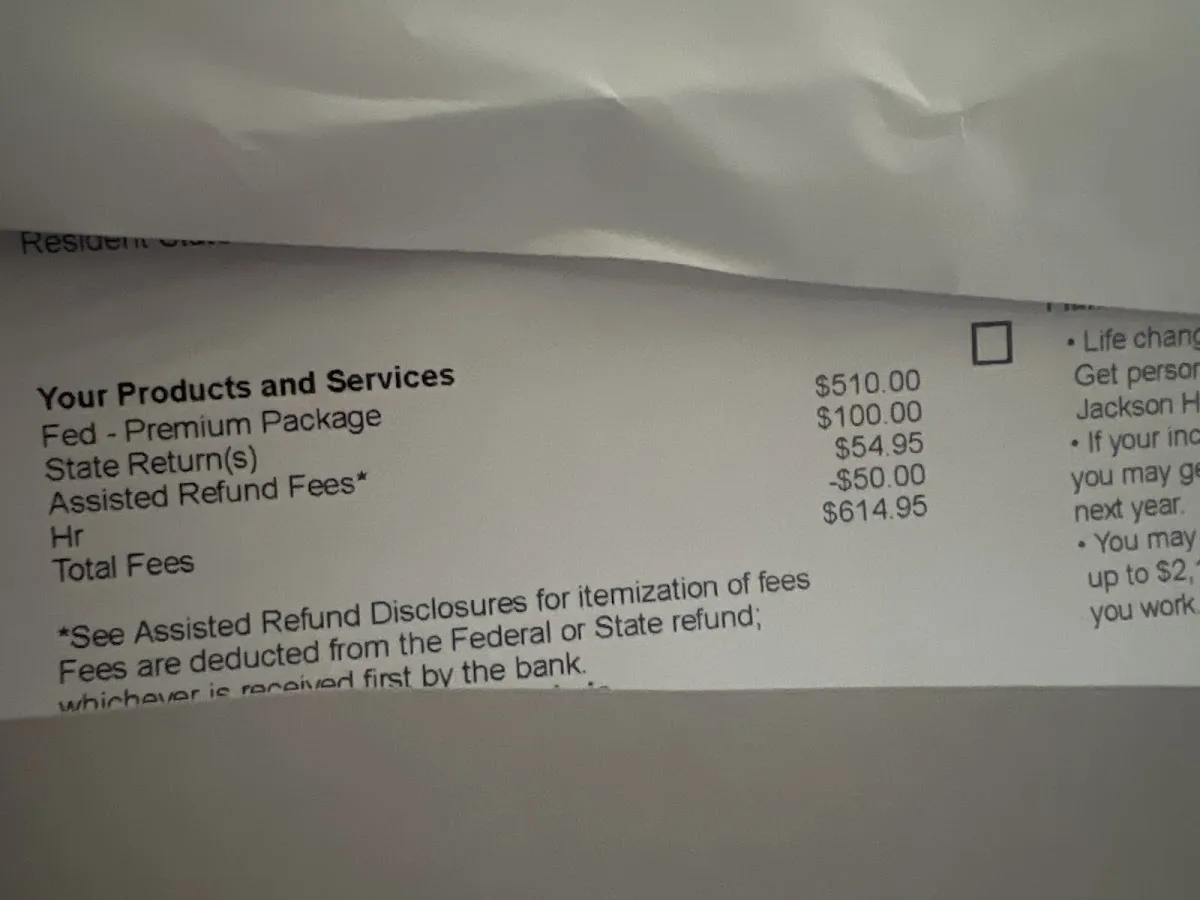 Resident
Your Products and Services
Fed - Premium Package $510.00
State Return(s) $100.00
Assisted Refund Fees* $54.95
Hr -$50.00
Total Fees $614.95
*See Assisted Refund Disclosures for itemization of fees
Fees are deducted from the Federal or State refund;
whichever is received first by the bank.
• Life chang
Get person
Jackson H
• If your inc
you may ge
next year.
• You may
up to $2,
you work